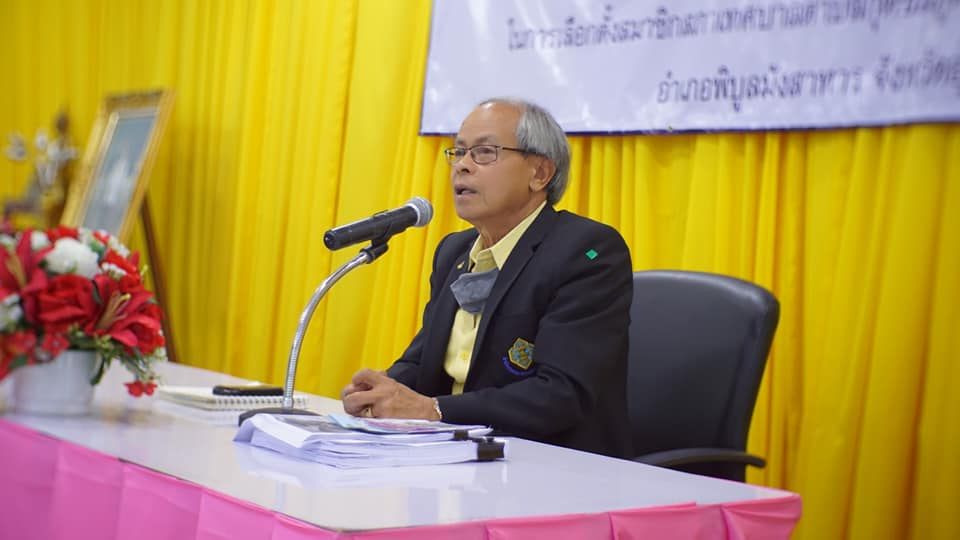 ในการเลือกตั้งสมาชิกสภาเทศบาลตำบล
อำเภอพิบูลมังสาหาร จังหวัด